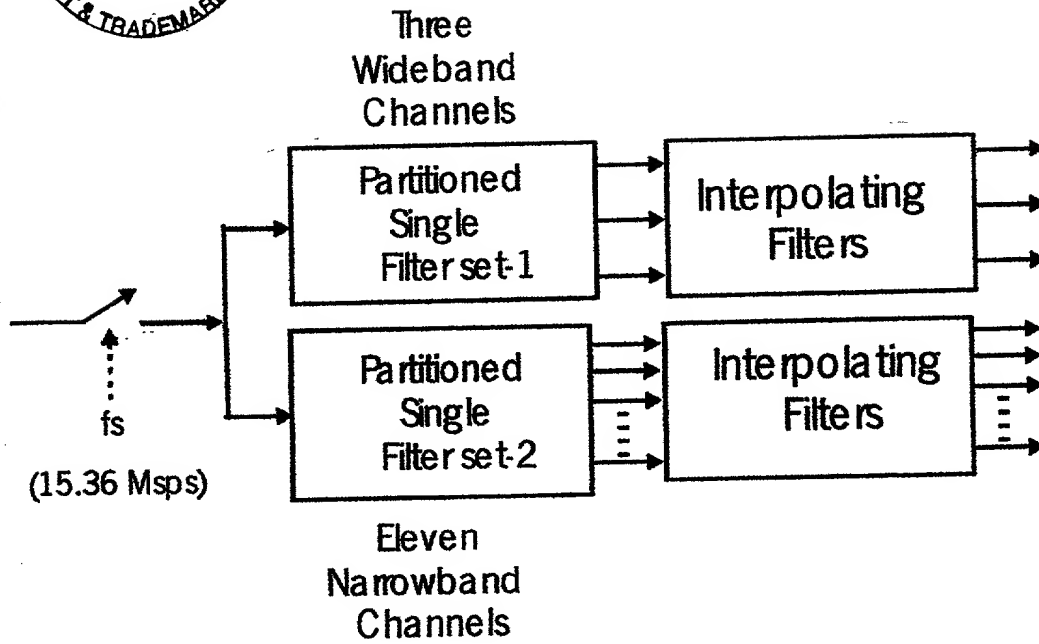 & TRADEMAR
Three
Wideband
Channels
Partitioned
Single
Filter set-1
Interpolating
Filters
fs
(15.36 Msps)
Partitioned
Single
Filter set-2
Interpolating
Filters
Eleven
Narrowband
Channels